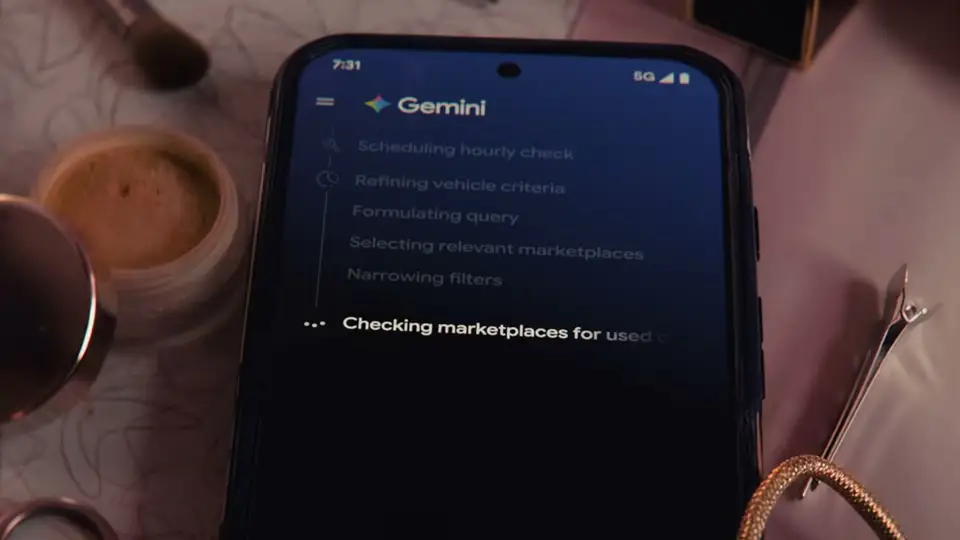 7:31
5G
Gemini
Scheduling hourly check
Refining vehicle criteria
Formulating query
Selecting relevant marketplaces
Narrowing filters
Checking marketplaces for used